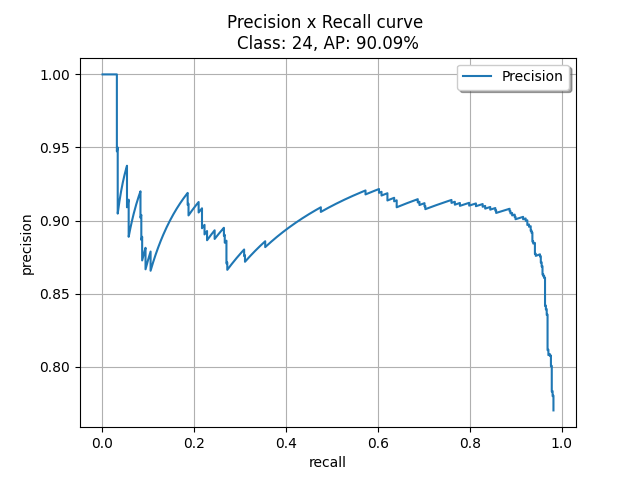 Precision x Recall curve
Class: 24, AP: 90.09%
Precision
1.00
0.95
0.90
0.85
0.80
precision
0.0 0.2 0.4 0.6 0.8 1.0
recall